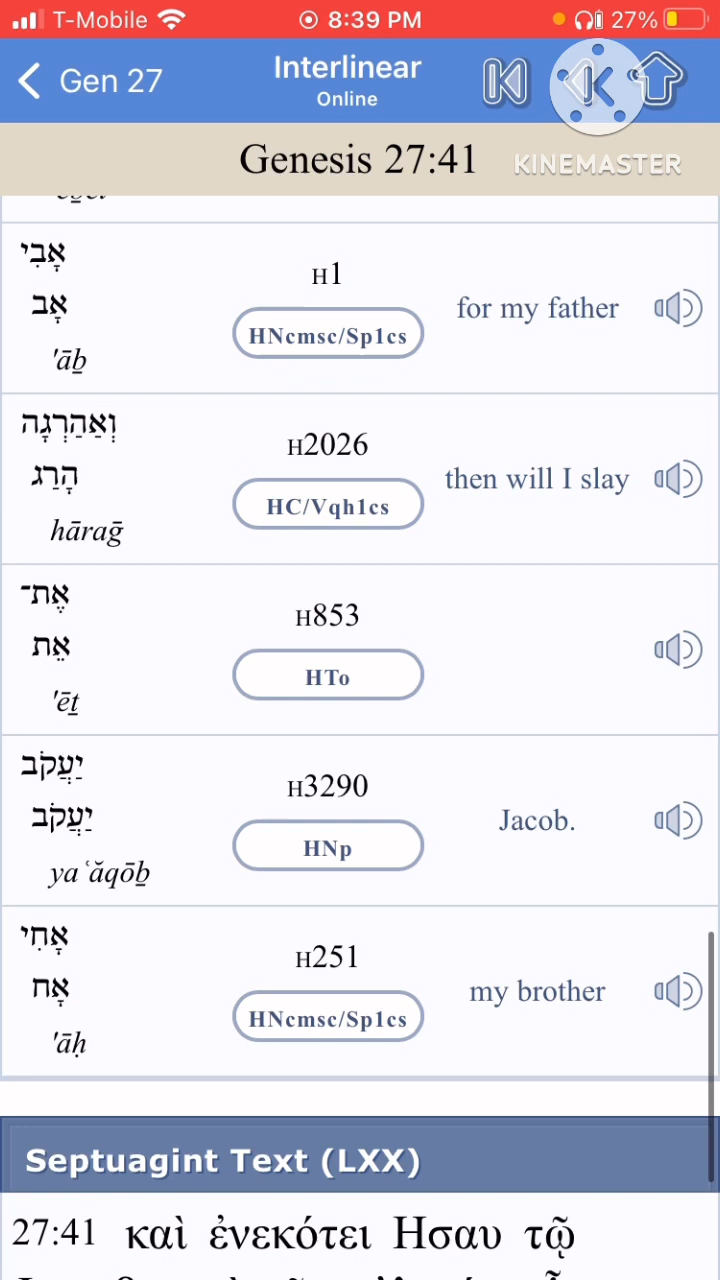 T-Mobile 8:39 PM 27%
Gen 27 Interlinear
Online
Genesis 27:41 KINEMASTER
אָבִי
אָב
'āḇ
H1
HNcmsc/Sp1cs
for my father
וְאַהַרְגָה
הָרַג
hāraḡ
H2026
HC/Vqh1cs
then will I slay
אֶת־
אֵת
'ēṯ
H853
HTo
יַעֲקֹב
יַעֲקֹב
yaʿăqōḇ
H3290
HNp
Jacob.
אָחִי
אָח
'āḥ
H251
HNcmsc/Sp1cs
my brother
Septuagint Text (LXX)
27:41 καὶ ἐνεκότει Ησαυ τῷ